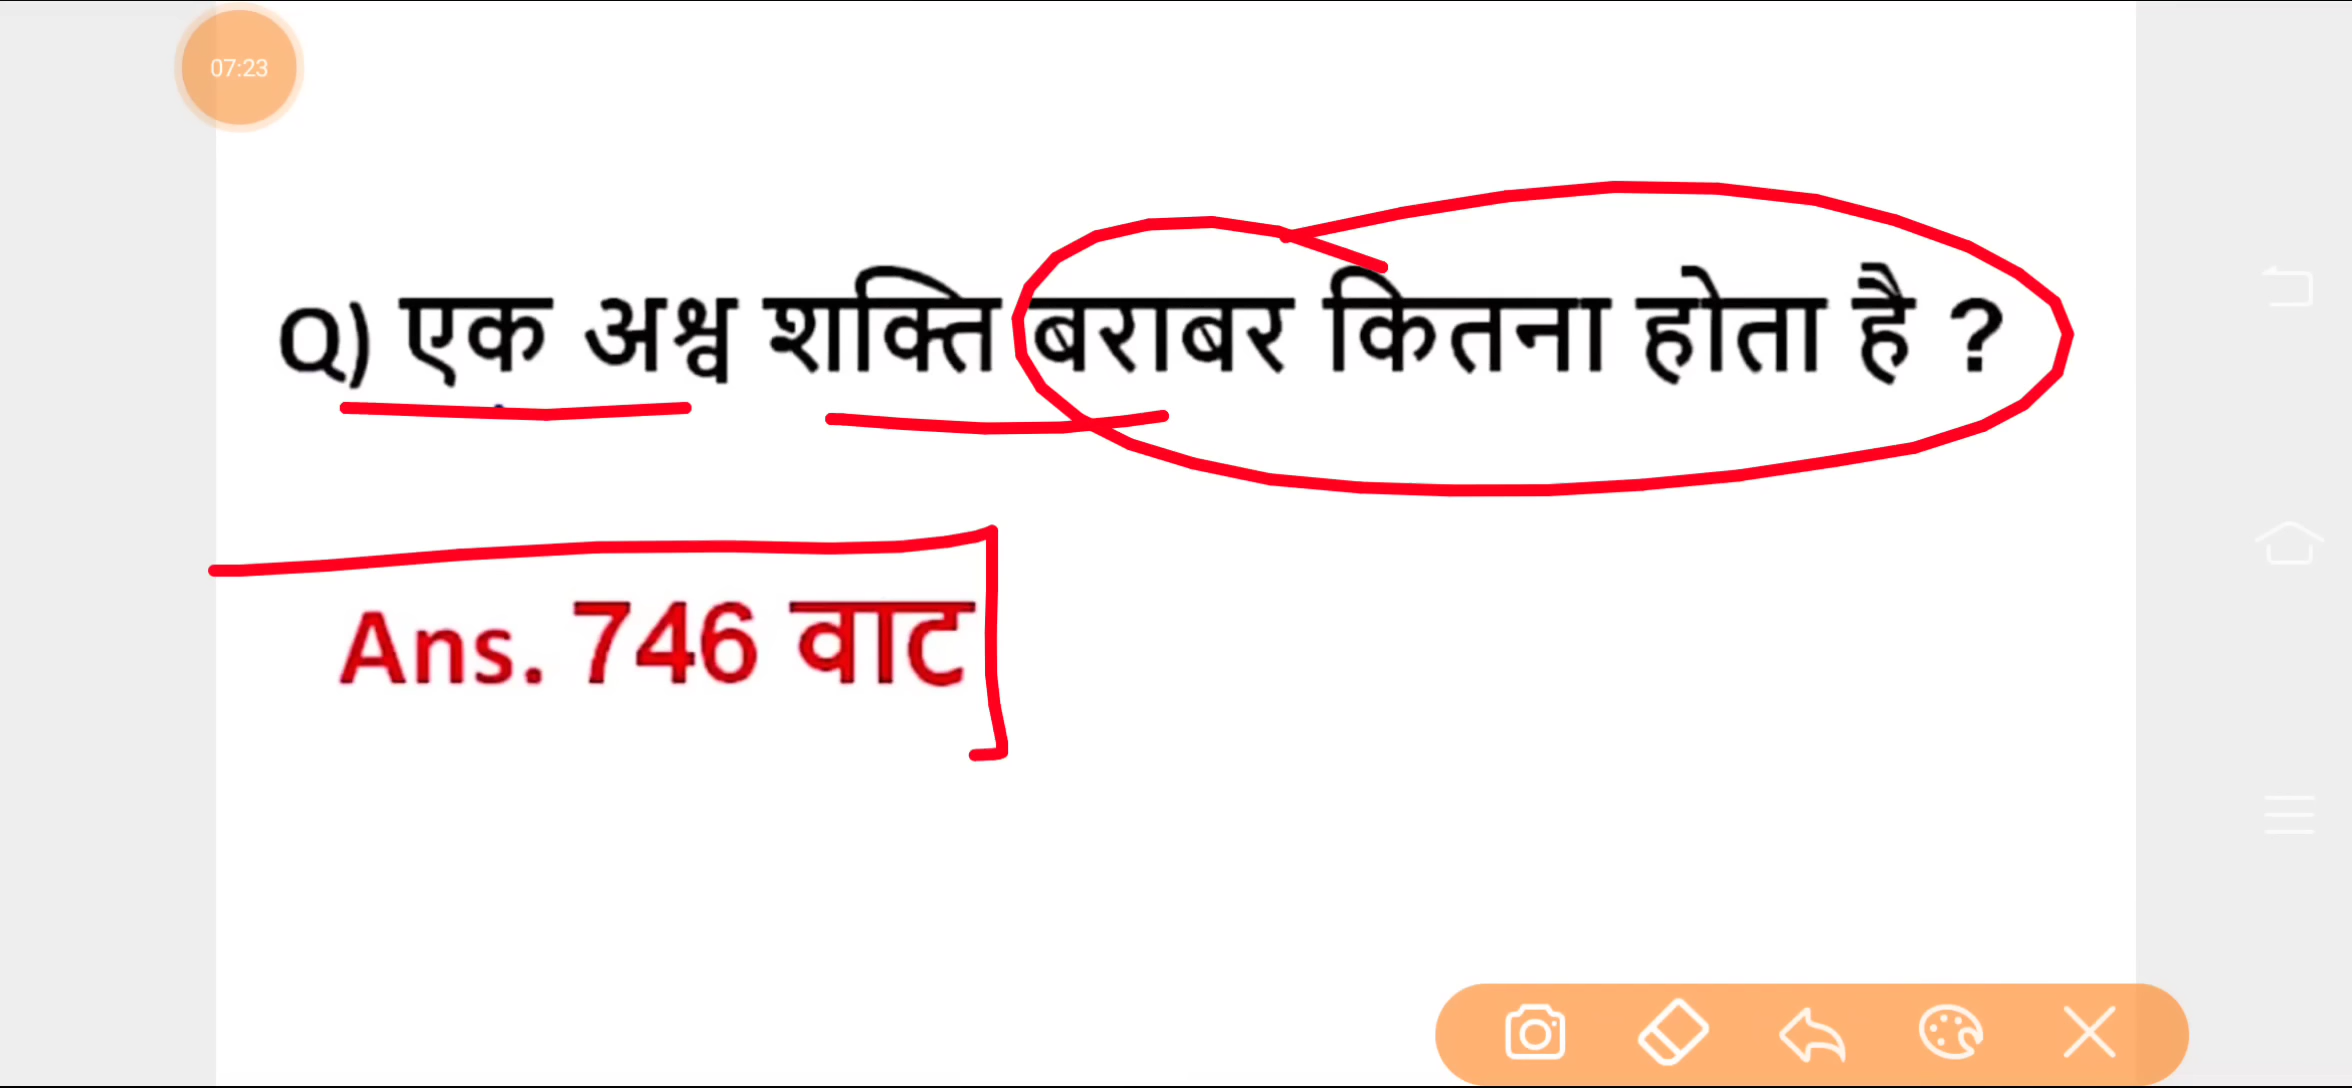 07:23
Q) एक अश्व शक्ति बराबर कितना होता है ?
Ans. 746 वाट